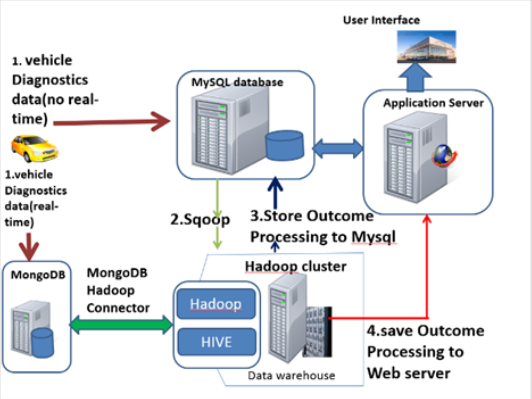 User Interface
1. vehicle
Diagnostics
data(no real-
time)
MySQL database
Application Server
1.vehicle
Diagnostics
data(real-
time)
2.Sqoop
3.Store Outcome
Processing to Mysql
MongoDB
MongoDB
Hadoop
Connector
Hadoop cluster
Hadoop
HIVE
Data warehouse
4.save Outcome
Processing to
Web server